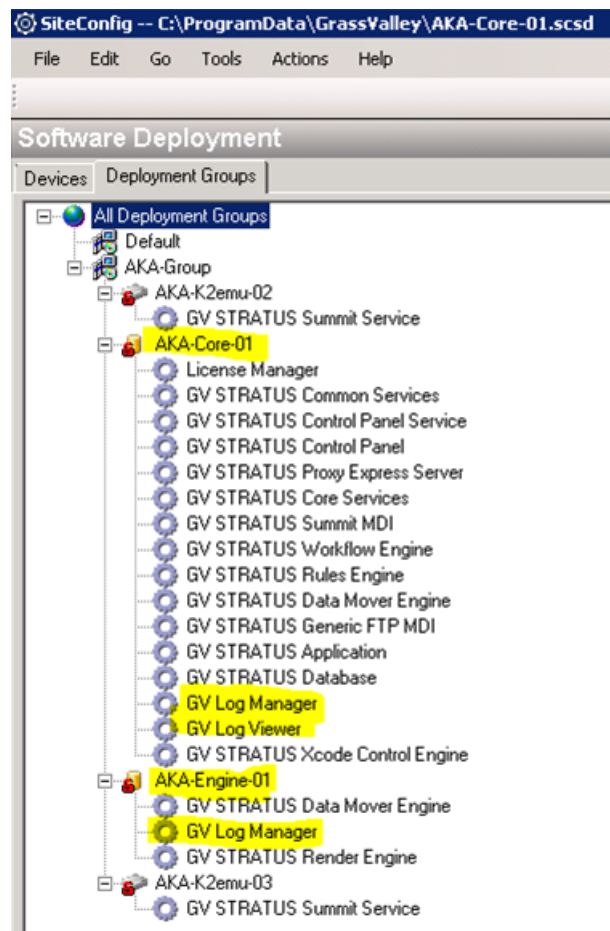 SiteConfig -- C:\ProgramData\GrassValley\AKA-Core-01.scsd
File Edit Go Tools Actions Help
Software Deployment
Devices Deployment Groups
All Deployment Groups
Default
AKA-Group
AKA-K2emu-02
GV STRATUS Summit Service
AKA-Core-01
License Manager
GV STRATUS Common Services
GV STRATUS Control Panel Service
GV STRATUS Control Panel
GV STRATUS Proxy Express Server
GV STRATUS Core Services
GV STRATUS Summit MDI
GV STRATUS Workflow Engine
GV STRATUS Rules Engine
GV STRATUS Data Mover Engine
GV STRATUS Generic FTP MDI
GV STRATUS Application
GV STRATUS Database
GV Log Manager
GV Log Viewer
GV STRATUS Xcode Control Engine
AKA-Engine-01
GV STRATUS Data Mover Engine
GV Log Manager
GV STRATUS Render Engine
AKA-K2emu-03
GV STRATUS Summit Service